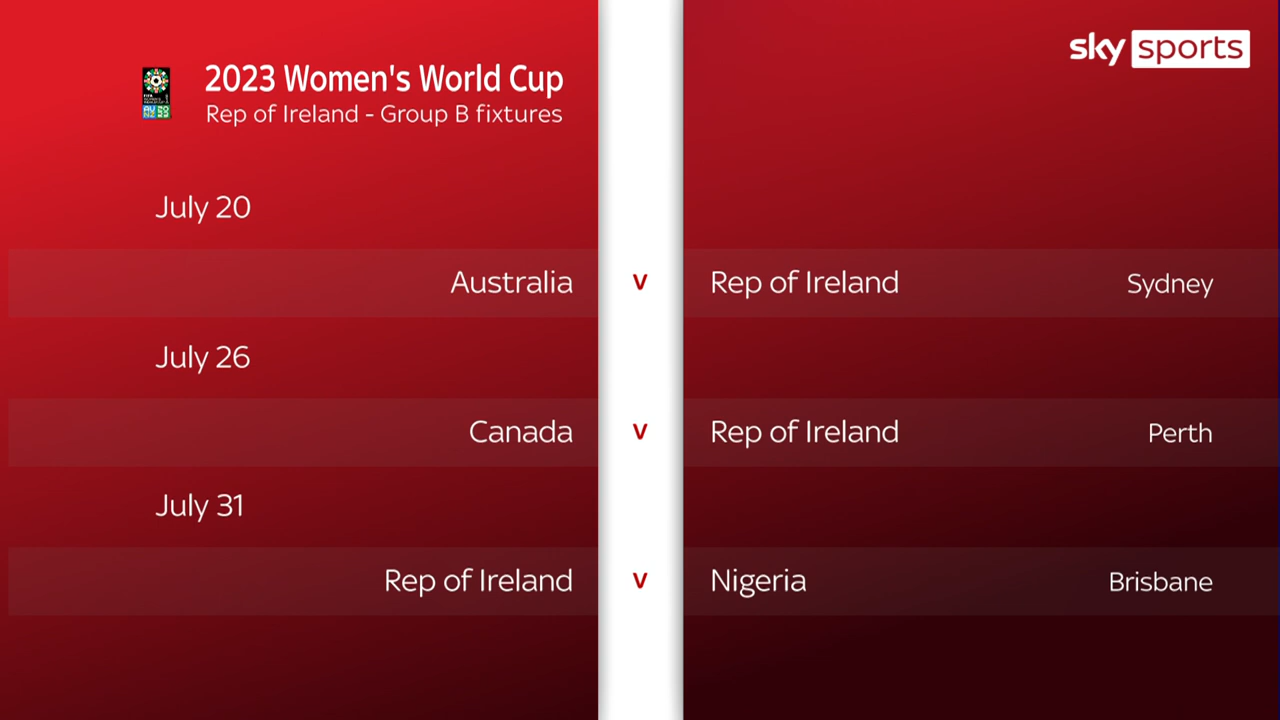 sky sports
2023 Women's World Cup
Rep of Ireland - Group B fixtures
July 20
Australia v Rep of Ireland Sydney
July 26
Canada v Rep of Ireland Perth
July 31
Rep of Ireland v Nigeria Brisbane